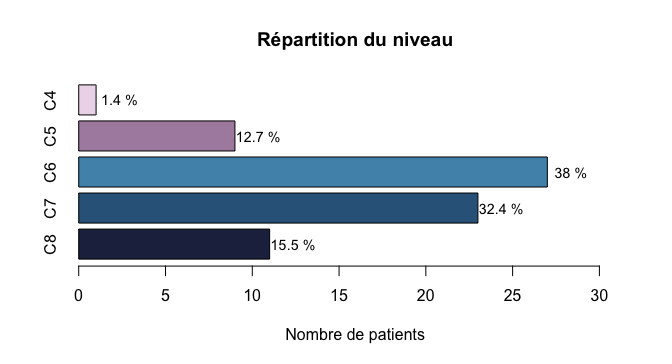 Répartition du niveau
C4
1.4 %
C5
12.7 %
C6
38 %
C7
32.4 %
C8
15.5 %
0 5 10 15 20 25 30
Nombre de patients